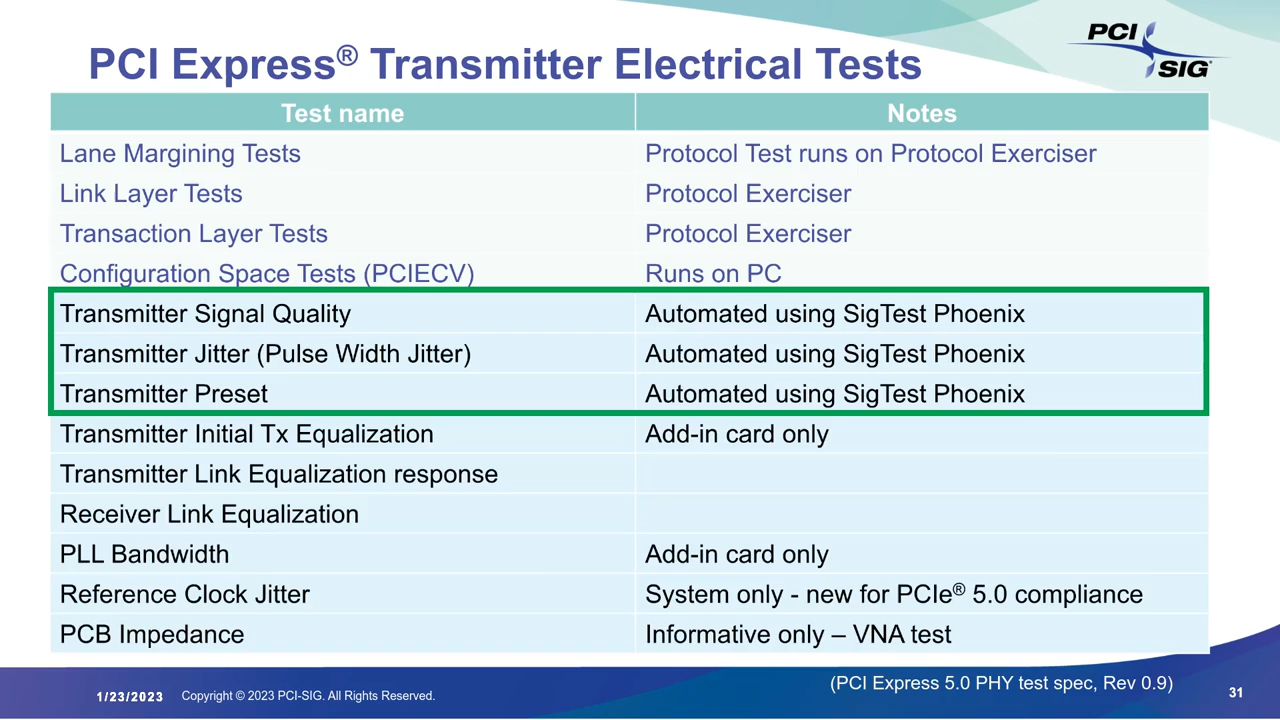 PCI
SIG®
PCI Express® Transmitter Electrical Tests
Test name Notes
Lane Margining Tests Protocol Test runs on Protocol Exerciser
Link Layer Tests Protocol Exerciser
Transaction Layer Tests Protocol Exerciser
Configuration Space Tests (PCIECV) Runs on PC
Transmitter Signal Quality Automated using SigTest Phoenix
Transmitter Jitter (Pulse Width Jitter) Automated using SigTest Phoenix
Transmitter Preset Automated using SigTest Phoenix
Transmitter Initial Tx Equalization Add-in card only
Transmitter Link Equalization response
Receiver Link Equalization
PLL Bandwidth Add-in card only
Reference Clock Jitter System only - new for PCIe® 5.0 compliance
PCB Impedance Informative only – VNA test
(PCI Express 5.0 PHY test spec, Rev 0.9)
1/23/2023 Copyright © 2023 PCI-SIG. All Rights Reserved. 31